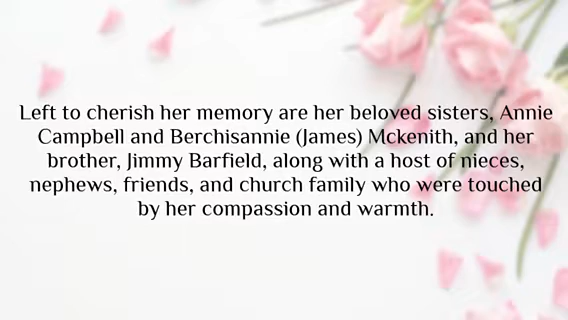 Left to cherish her memory are her beloved sisters, Annie
Campbell and Berchisannie (James) Mckenith, and her
brother, Jimmy Barfield, along with a host of nieces,
nephews, friends, and church family who were touched
by her compassion and warmth.